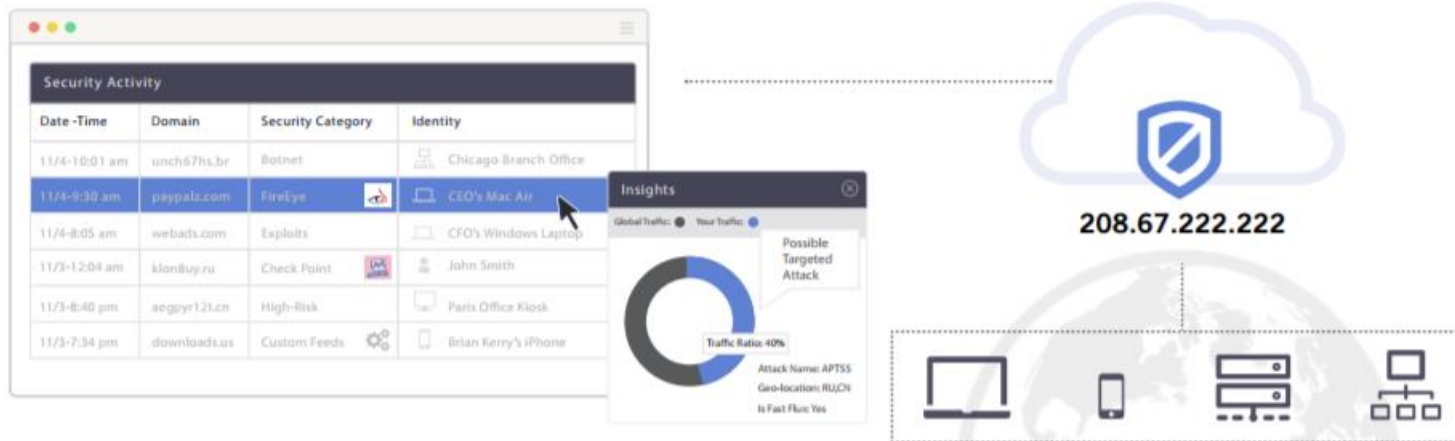 Security Activity
Date -Time Domain Security Category Identity
11/4-10:01 am unch67hs.br Botnet Chicago Branch Office
11/4-9:30 am paypalz.com FireEye CEO's Mac Air
11/4-8:05 am webads.com Exploits CFO's Windows Laptop
11/3-12:04 am klon8uy.ru Check Point John Smith
11/3-8:40 pm aegpyr12t.cn High-Risk Paris Office Kiosk
11/3-7:34 pm downloads.us Custom Feeds Brian Kerry's iPhone
Insights
Global Traffic: Your Traffic:
Possible
Targeted
Attack
Traffic Ratio: 40%
Attack Name: APTSS
Geo-location: RU,CN
Is Fast Flux: Yes
208.67.222.222